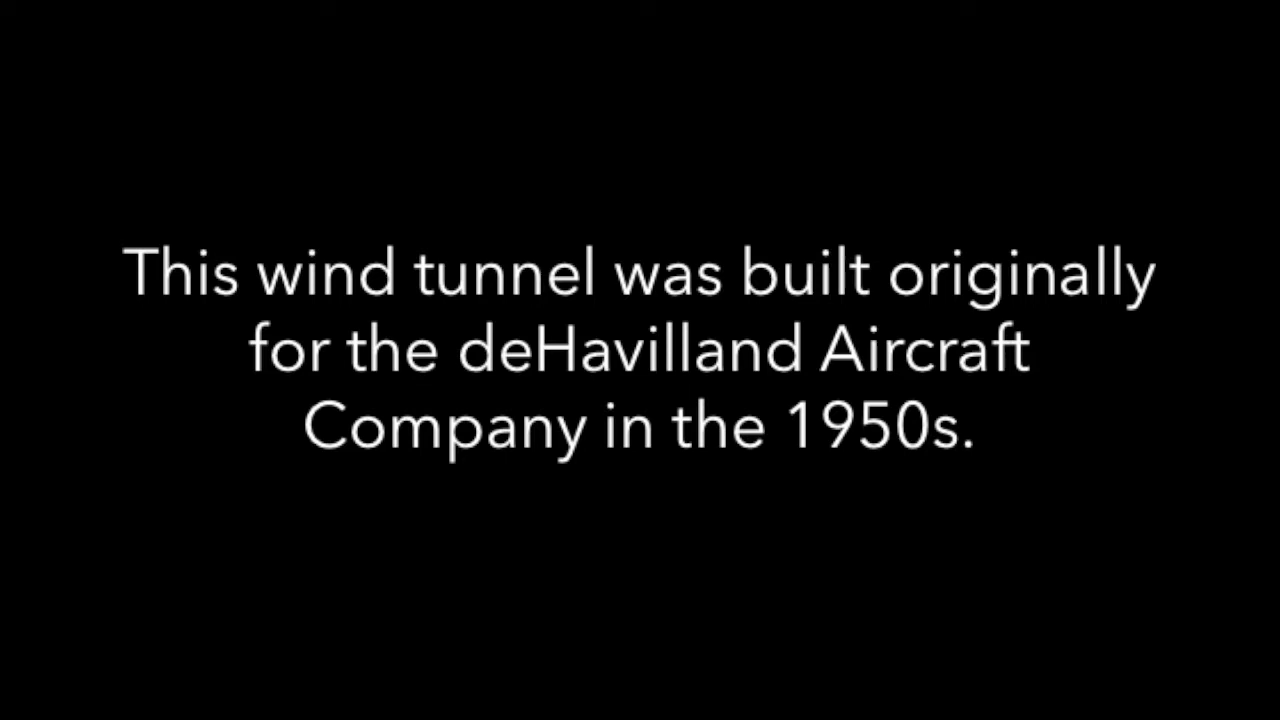 This wind tunnel was built originally
for the deHavilland Aircraft
Company in the 1950s.